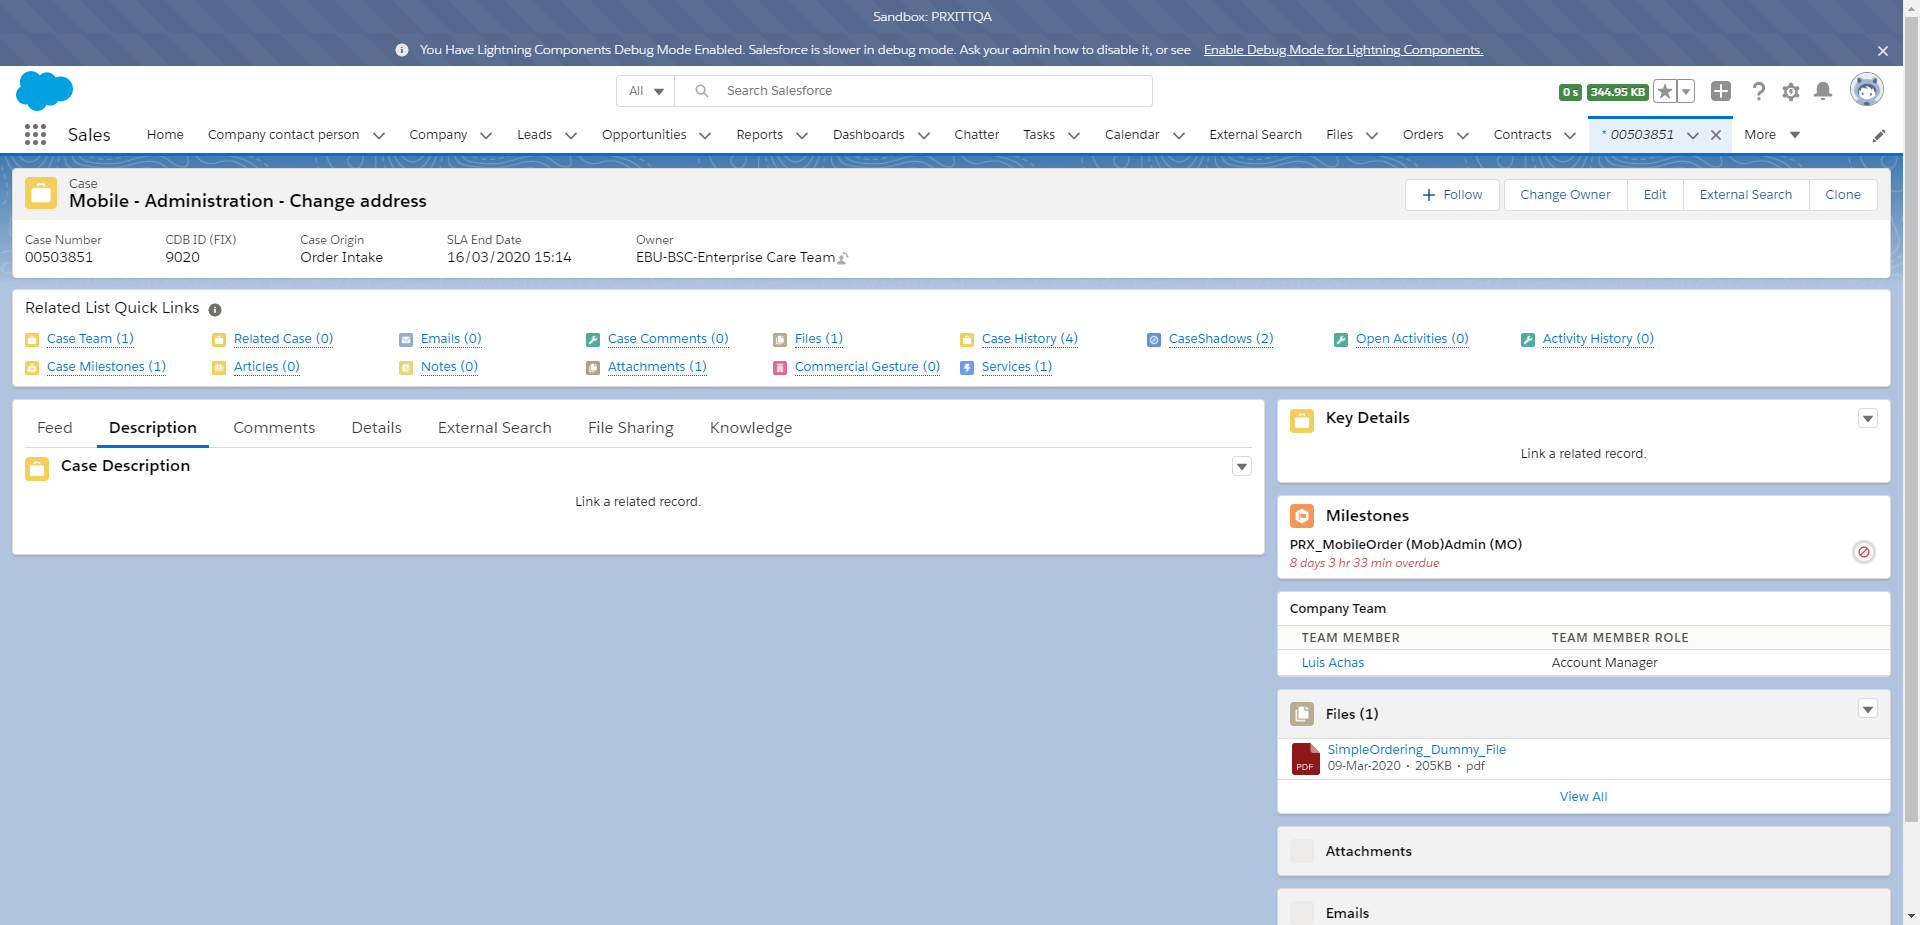 Sandbox: PRXITTQA
You Have Lightning Components Debug Mode Enabled. Salesforce is slower in debug mode. Ask your admin how to disable it, or see Enable Debug Mode for Lightning Components.
All Search Salesforce 0 s 344.95 KB
Sales Home Company contact person Company Leads Opportunities Reports Dashboards Chatter Tasks Calendar External Search Files Orders Contracts * 00503851 More
Case
Mobile - Administration - Change address
Follow Change Owner Edit External Search Clone
Case Number CDB ID (FIX) Case Origin SLA End Date Owner
00503851 9020 Order Intake 16/03/2020 15:14 EBU-BSC-Enterprise Care Team
Related List Quick Links
Case Team (1) Related Case (0) Emails (0) Case Comments (0) Files (1) Case History (4) CaseShadows (2) Open Activities (0) Activity History (0)
Case Milestones (1) Articles (0) Notes (0) Attachments (1) Commercial Gesture (0) Services (1)
Feed Description Comments Details External Search File Sharing Knowledge
Case Description
Link a related record.
Key Details
Link a related record.
Milestones
PRX_MobileOrder (Mob)Admin (MO)
8 days 3 hr 33 min overdue
Company Team
TEAM MEMBER TEAM MEMBER ROLE
Luis Achas Account Manager
Files (1)
PDF
SimpleOrdering_Dummy_File
09-Mar-2020 • 205KB • pdf
View All
Attachments
Emails